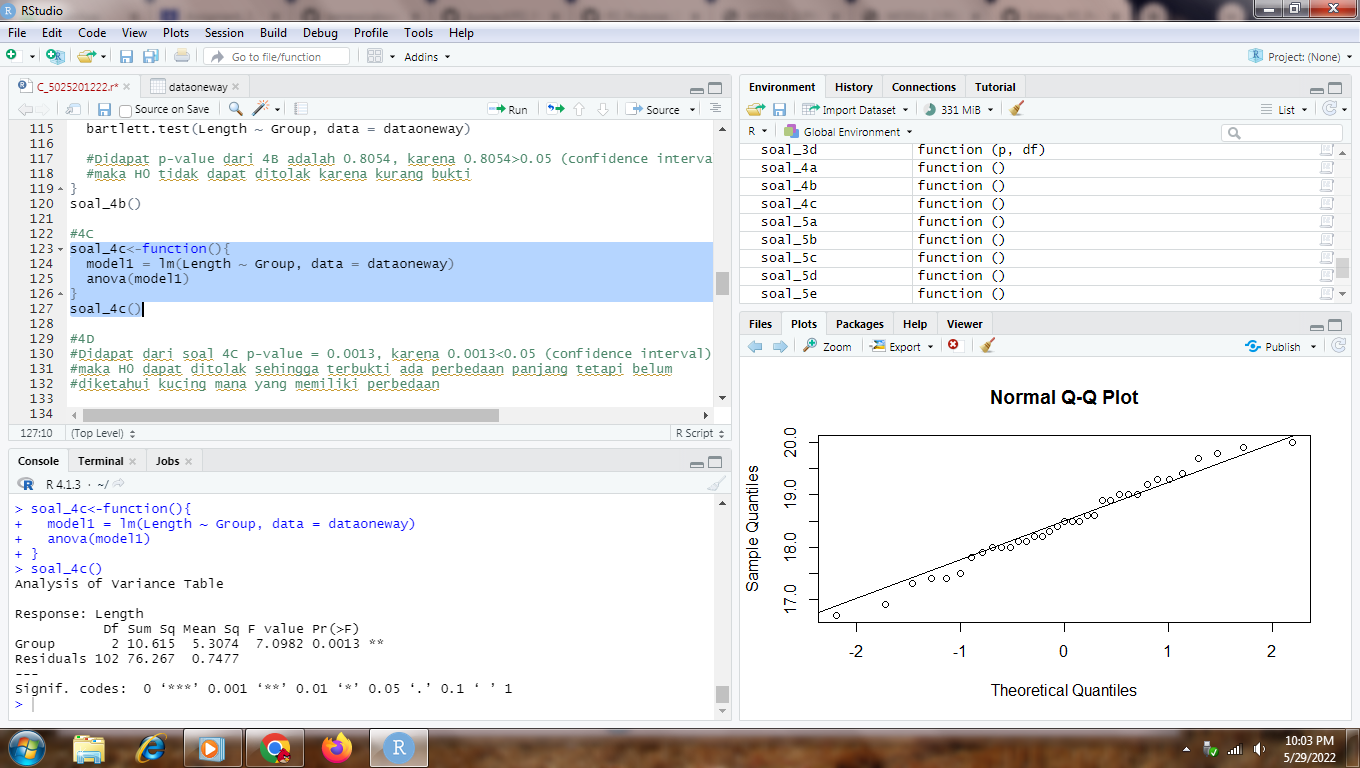 RStudio
File Edit Code View Plots Session Build Debug Profile Tools Help
Go to file/function Addins Project: (None)
C_5025201222.r* dataoneway
Source on Save Run Source
115 bartlett.test(Length ~ Group, data = dataoneway)
116
117 #Didapat p-value dari 4B adalah 0.8054, karena 0.8054>0.05 (confidence interva
118 #maka H0 tidak dapat ditolak karena kurang bukti
119 }
120 soal_4b()
121
122 #4C
123 soal_4c<-function(){
124 model1 = lm(Length ~ Group, data = dataoneway)
125 anova(model1)
126 }
127 soal_4c()
128
129 #4D
130 #Didapat dari soal 4C p-value = 0.0013, karena 0.0013<0.05 (confidence interval)
131 #maka H0 dapat ditolak sehingga terbukti ada perbedaan panjang tetapi belum
132 #diketahui kucing mana yang memiliki perbedaan
133
134
127:10 (Top Level) R Script
Console Terminal Jobs
R 4.1.3 · ~/
> soal_4c<-function(){
+ model1 = lm(Length ~ Group, data = dataoneway)
+ anova(model1)
+ }
> soal_4c()
Analysis of Variance Table
Response: Length
Df Sum Sq Mean Sq F value Pr(>F)
Group 2 10.615 5.3074 7.0982 0.0013 **
Residuals 102 76.267 0.7477
---
Signif. codes: 0 ‘***’ 0.001 ‘**’ 0.01 ‘*’ 0.05 ‘.’ 0.1 ‘ ’ 1
>
Environment History Connections Tutorial
Import Dataset 331 MiB List
R Global Environment
soal_3d function (p, df)
soal_4a function ()
soal_4b function ()
soal_4c function ()
soal_5a function ()
soal_5b function ()
soal_5c function ()
soal_5d function ()
soal_5e function ()
Files Plots Packages Help Viewer
Zoom Export Publish
Normal Q-Q Plot
Sample Quantiles
20.0
19.0
18.0
17.0
-2 -1 0 1 2
Theoretical Quantiles
10:03 PM
5/29/2022